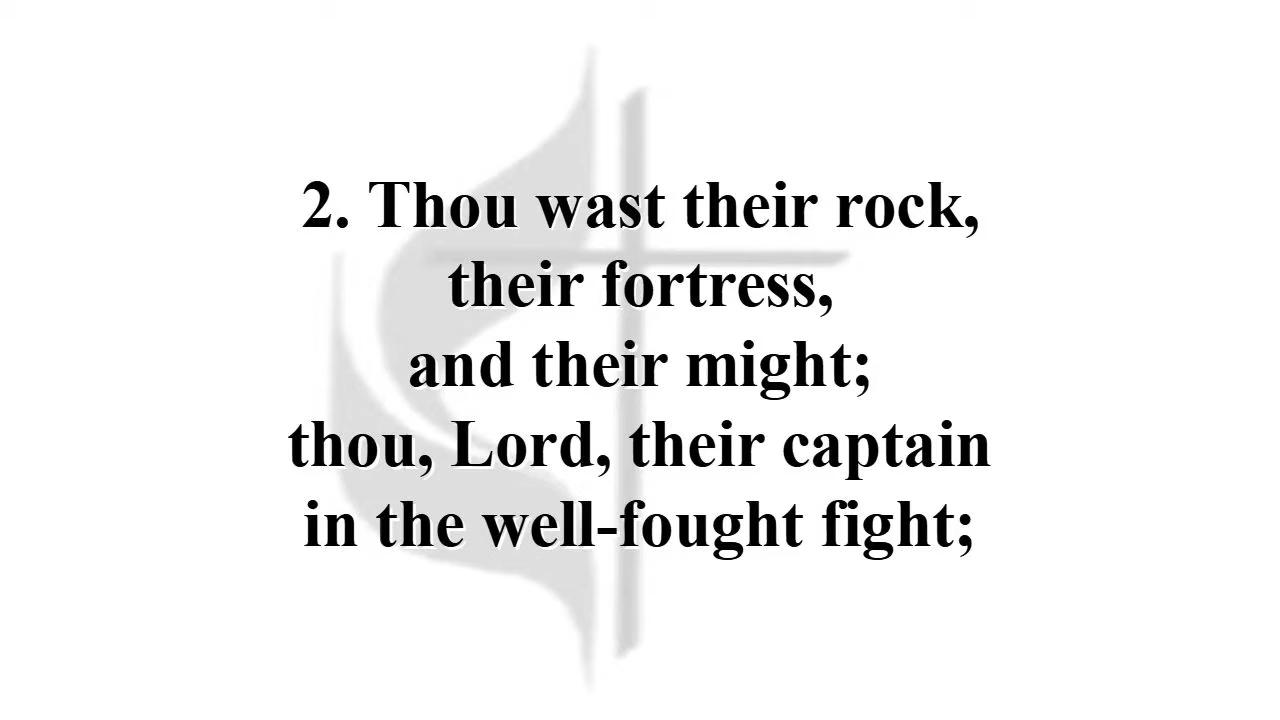 2. Thou wast their rock,
their fortress,
and their might;
thou, Lord, their captain
in the well-fought fight;